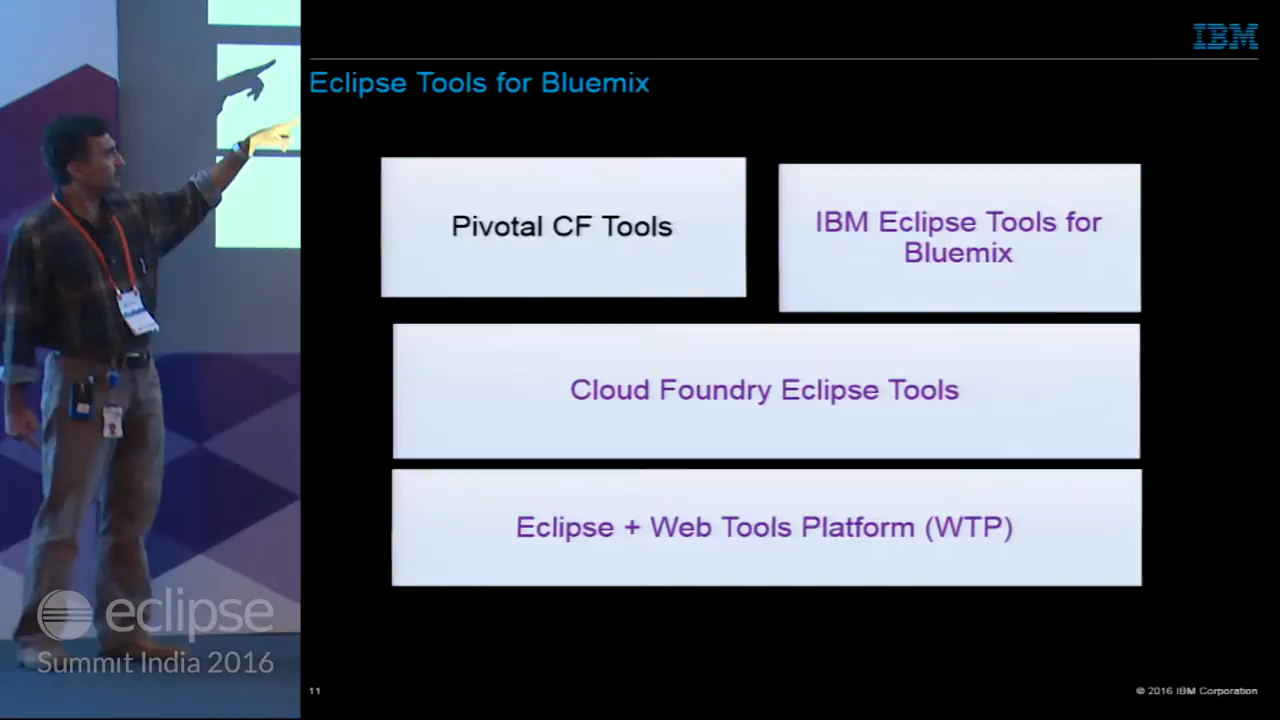 IBM
Eclipse Tools for Bluemix
Pivotal CF Tools
IBM Eclipse Tools for
Bluemix
Cloud Foundry Eclipse Tools
Eclipse + Web Tools Platform (WTP)
eclipse
Summit India 2016
11
© 2016 IBM Corporation